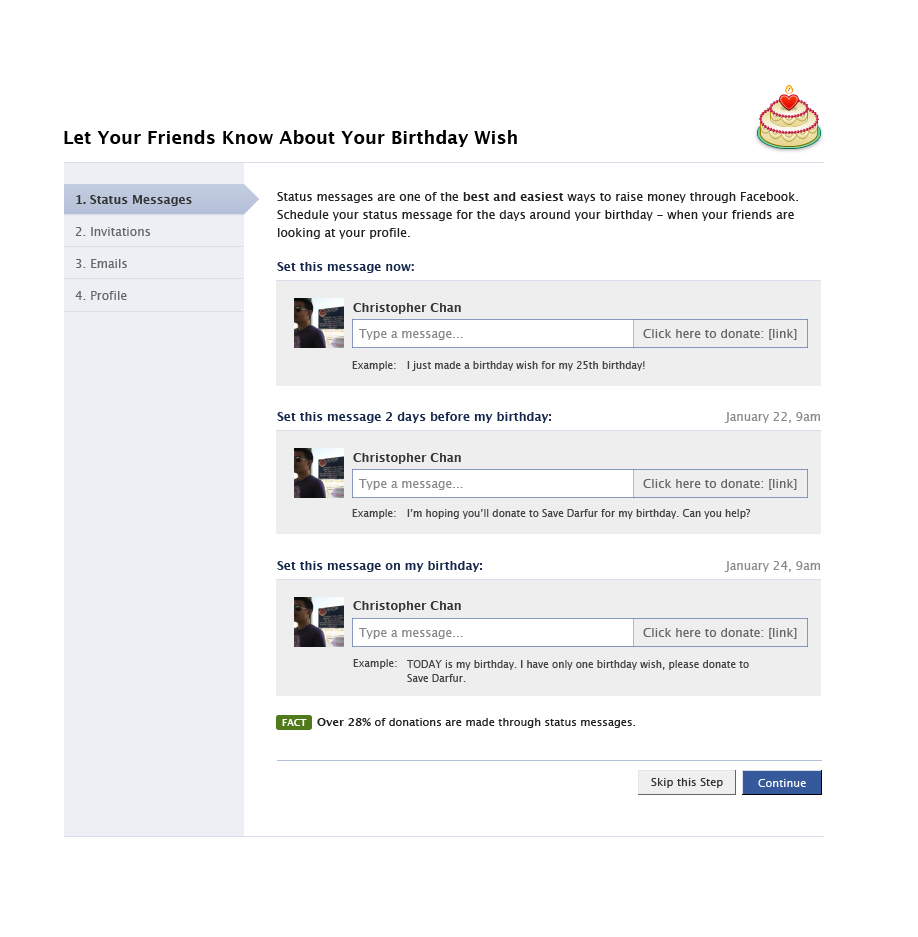 Let Your Friends Know About Your Birthday Wish
1. Status Messages
2. Invitations
3. Emails
4. Profile
Status messages are one of the best and easiest ways to raise money through Facebook.
Schedule your status message for the days around your birthday – when your friends are
looking at your profile.
Set this message now:
Christopher Chan
Type a message... Click here to donate: [link]
Example: I just made a birthday wish for my 25th birthday!
Set this message 2 days before my birthday: January 22, 9am
Christopher Chan
Type a message... Click here to donate: [link]
Example: I'm hoping you'll donate to Save Darfur for my birthday. Can you help?
Set this message on my birthday: January 24, 9am
Christopher Chan
Type a message... Click here to donate: [link]
Example: TODAY is my birthday. I have only one birthday wish, please donate to
Save Darfur.
FACT Over 28% of donations are made through status messages.
Skip this Step Continue